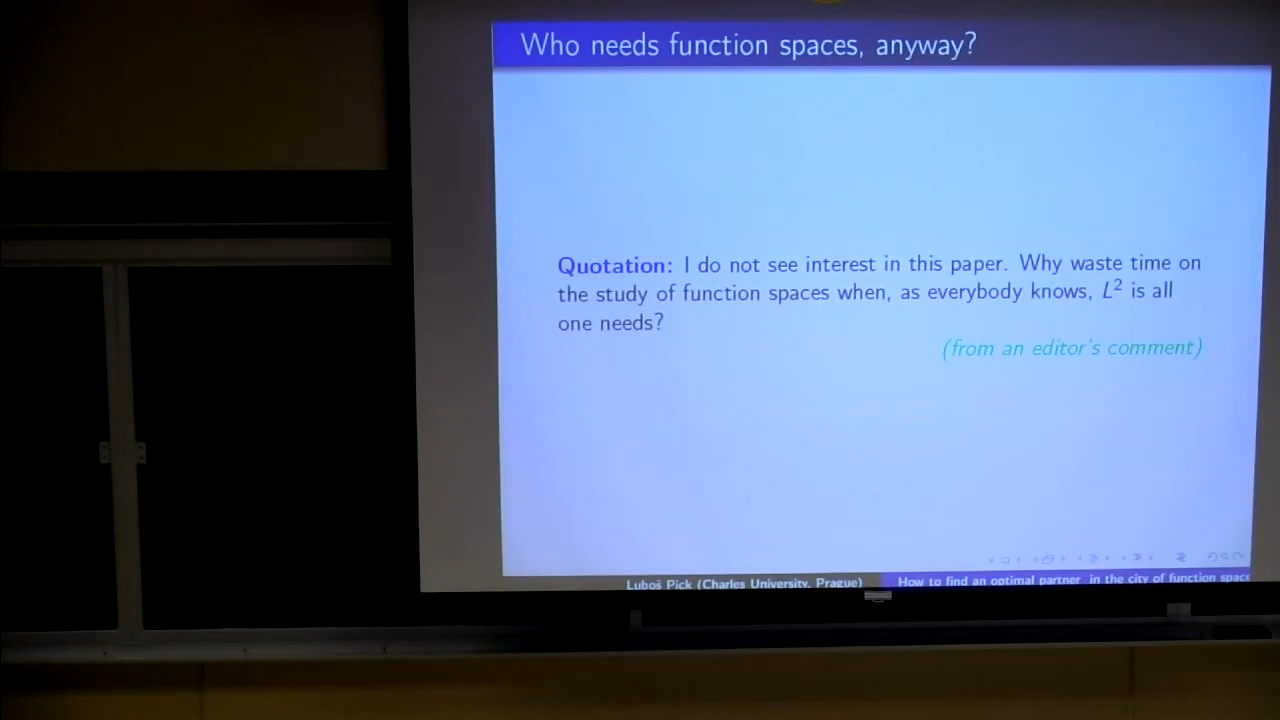 Who needs function spaces, anyway?
Quotation: I do not see interest in this paper. Why waste time on
the study of function spaces when, as everybody knows, L² is all
one needs?
(from an editor's comment)
Luboš Pick (Charles University, Prague)
How to find an optimal partner in the city of function space